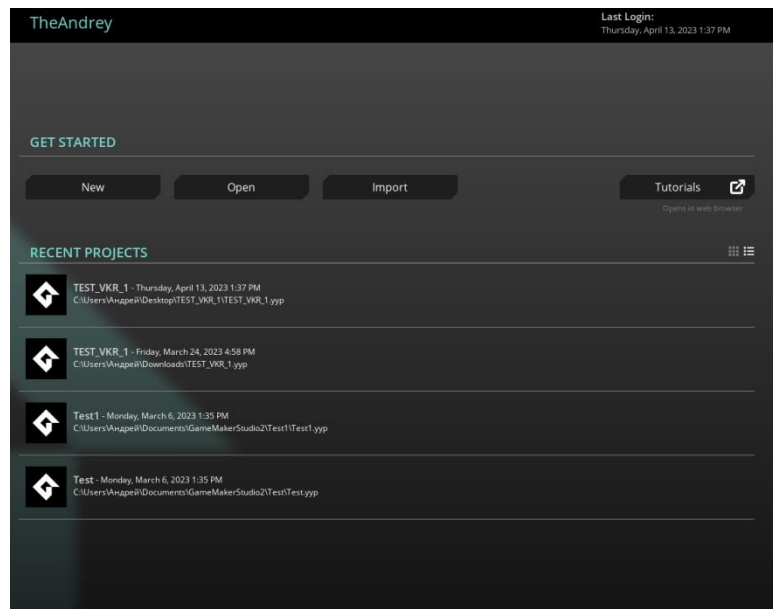 TheAndrey
Last Login:
Thursday, April 13, 2023 1:37 PM
GET STARTED
New
Open
Import
Tutorials
Opens in web browser
RECENT PROJECTS
TEST_VKR_1 - Thursday, April 13, 2023 1:37 PM
C:\Users\Андрей\Desktop\TEST_VKR_1\TEST_VKR_1.yyp
TEST_VKR_1 - Friday, March 24, 2023 4:58 PM
C:\Users\Андрей\Downloads\TEST_VKR_1.yyp
Test1 - Monday, March 6, 2023 1:35 PM
C:\Users\Андрей\Documents\GameMakerStudio2\Test1\Test1.yyp
Test - Monday, March 6, 2023 1:35 PM
C:\Users\Андрей\Documents\GameMakerStudio2\Test\Test.yyp